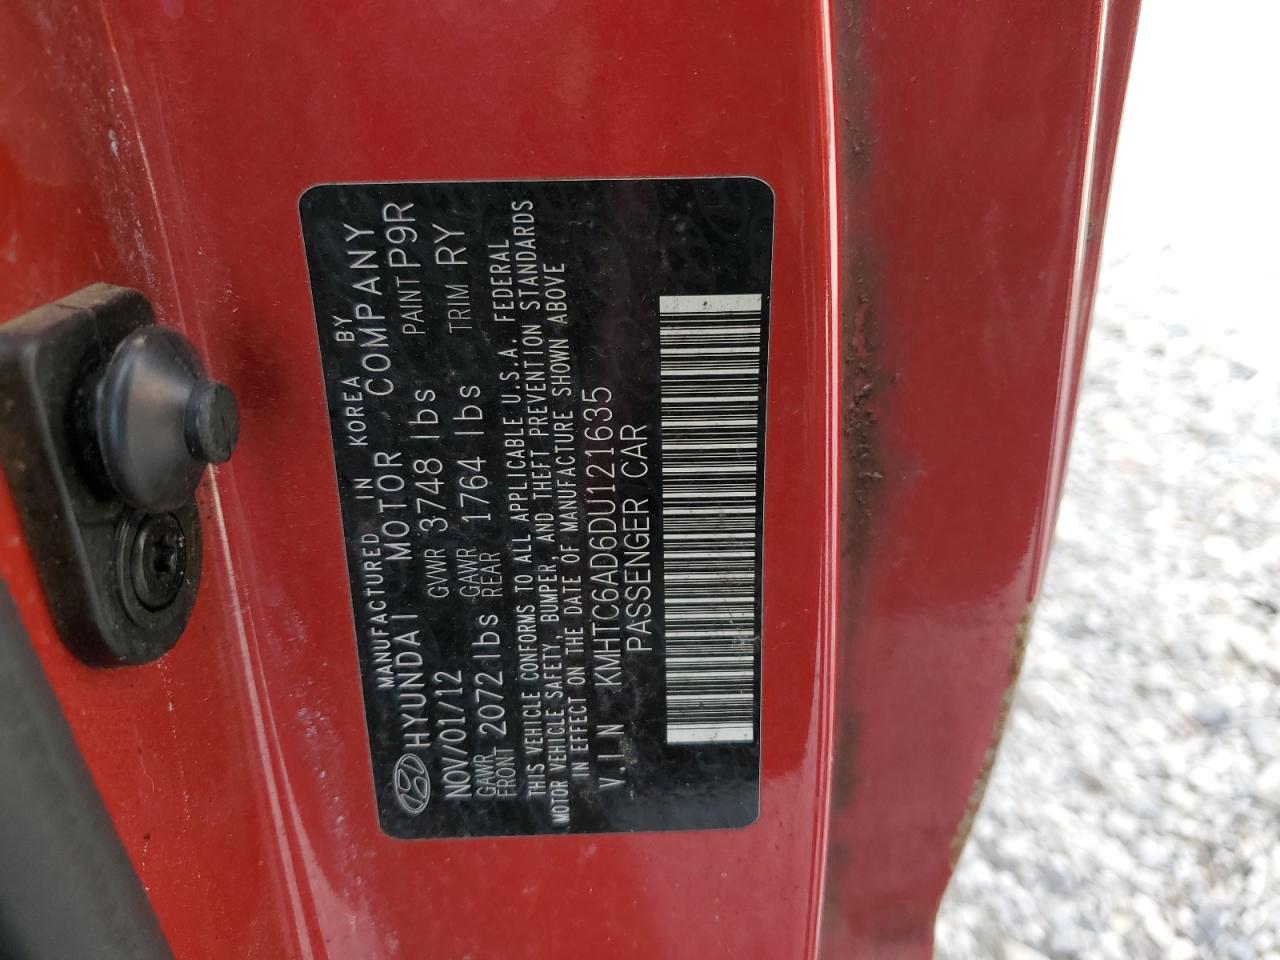 MANUFACTURED IN KOREA BY
HYUNDAI MOTOR COMPANY
NOV/01/12 GVWR 3748 lbs PAINT P9R
GAWR FRONT 2072 lbs GAWR REAR 1764 lbs TRIM RY
THIS VEHICLE CONFORMS TO ALL APPLICABLE U.S.A. FEDERAL
MOTOR VEHICLE SAFETY, BUMPER, AND THEFT PREVENTION STANDARDS
IN EFFECT ON THE DATE OF MANUFACTURE SHOWN ABOVE
V.I.N KMHTC6AD6DU121635
PASSENGER CAR